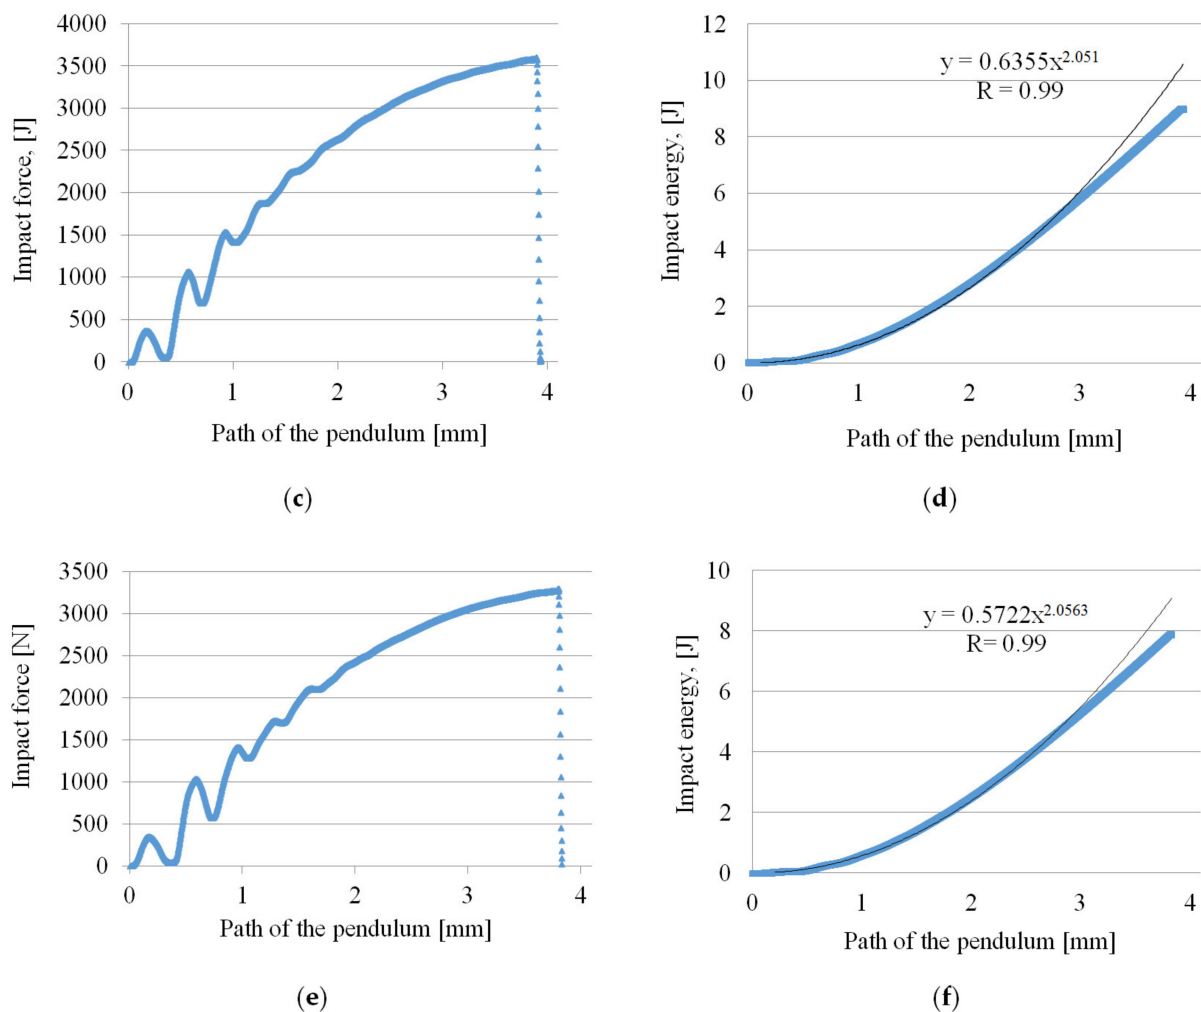 4000
3500
3000
2500
2000
1500
1000
500
0
0 1 2 3 4
Impact force, [J]
Path of the pendulum [mm]
(c)
12
10
8
6
4
2
0
0 1 2 3 4
Impact energy, [J]
y = 0.6355x^2.051
R = 0.99
Path of the pendulum [mm]
(d)
3500
3000
2500
2000
1500
1000
500
0
0 1 2 3 4
Impact force [N]
Path of the pendulum [mm]
(e)
10
8
6
4
2
0
0 1 2 3 4
Impact energy, [J]
y = 0.5722x^2.0563
R= 0.99
Path of the pendulum [mm]
(f)